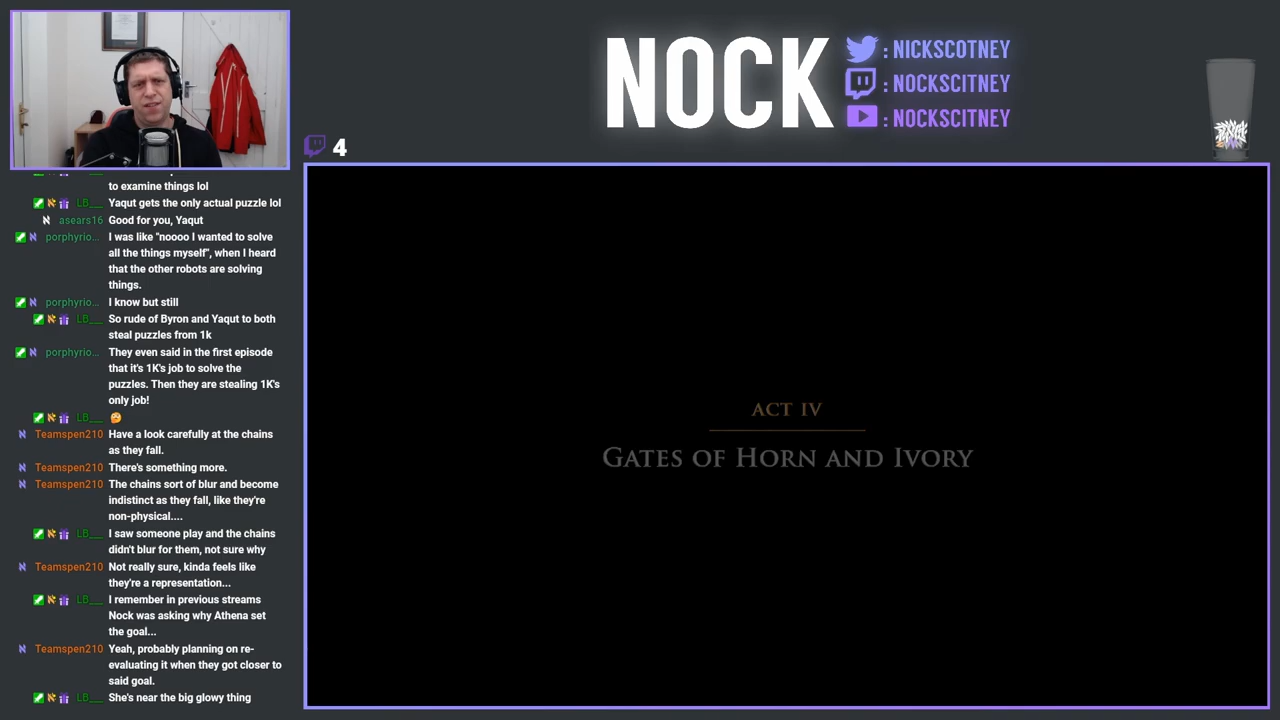 NOCK
: NICKSCOTNEY
: NOCKSCITNEY
: NOCKSCITNEY
4
to examine things lol
LB__ Yaqut gets the only actual puzzle lol
asears16 Good for you, Yaqut
porphyrio... I was like "noooo I wanted to solve
all the things myself", when I heard
that the other robots are solving
things.
porphyrio... I know but still
LB__ So rude of Byron and Yaqut to both
steal puzzles from 1k
porphyrio... They even said in the first episode
that it's 1K's job to solve the
puzzles. Then they are stealing 1K's
only job!
LB__
Teamspen210 Have a look carefully at the chains
as they fall.
Teamspen210 There's something more.
Teamspen210 The chains sort of blur and become
indistinct as they fall, like they're
non-physical....
LB__ I saw someone play and the chains
didn't blur for them, not sure why
Teamspen210 Not really sure, kinda feels like
they're a representation...
LB__ I remember in previous streams
Nock was asking why Athena set
the goal...
Teamspen210 Yeah, probably planning on re-
evaluating it when they got closer to
said goal.
LB__ She's near the big glowy thing
ACT IV
GATES OF HORN AND IVORY